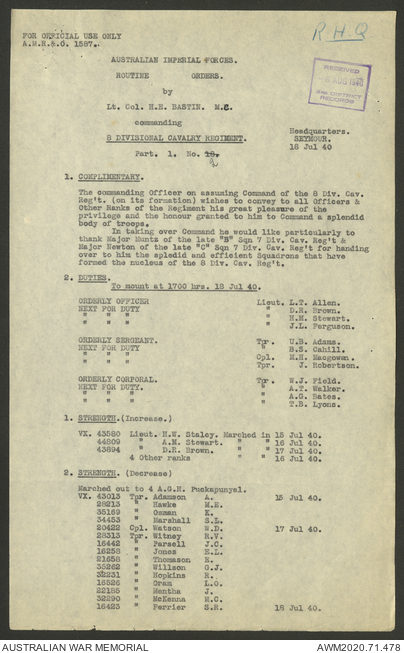 FOR OFFICIAL USE ONLY
A.R.R.&.O. 1587.
R.H.Q
AUSTRALIAN IMPERIAL FORCES.
ROUTINE ORDERS.
RECEIVED
AUG 1940
RECORDS
by
Lt. Col. H.E. BASTIN. M.C.
commanding
8 DIVISIONAL CAVALRY REGIMENT.
Headquarters.
SEYMOUR.
18 Jul 40
Part. 1. No.
1. COMPLIMENTARY.
The commanding Officer on assuming Command of the 8 Div. Cav.
Reg't. (on its formation) wishes to convey to all Officers &
Other Ranks of the Regiment his great pleasure of the
privilego and the honour granted to him to Command a splendid
body of troops.
In taking over Command he would like particularly to
thank Major Muntz of the late "B" Sqn 7 Div. Cav. Reg't &
Major Newton of the late "C" Sqn 7 Div. Cav. Reg't for handing
over to him the spledid and efficient Squadrons that have
formed the nucleus of the 8 Div. Cav. Reg't.
2. DUTIES.
To mount at 1700 hrs. 18 Jul 40.
ORDERLY OFFICER Lieut. L.T. Allen.
NEXT FOR DUTY " D.R. Brown.
" " " " H.M. Stewart.
" " " " J.L. Ferguson.
ORDERLY SERGEANT. Tpr. U.B. Adams.
NEXT FOR DUTY " B.S. Cahill.
" " " Cpl. M.H. Macgown.
" " " Tpr. J. Robertson.
ORDERLY CORPORAL. Tpr. W.J. Field.
NEXT FOR DUTY. " A.T. Walker.
" " " " A.G. Bates.
" " " " T.B. Lyons.
1. STRENGTH.(Increase.)
VX. 43580 Lieut. H.W. Staley. Marched in 15 Jul 40.
44809 " A.M. Stewart. " " 16 Jul 40.
43894 " D.R. Brown. " " 17 Jul 40.
4 Other ranks " 16 Jul 40.
2. STRENGTH. (Decrease)
Marched out to 4 A.G.H. Puckapunyal.
VX. 43013 Tpr. Adamson A. 15 Jul 40.
28213 " Hawke M.E.
35169 " Osman K.
34453 " Marshall S.L.
20422 Cpl. Watson W.D. 17 Jul 40.
28313 Tpr. Witney R.V.
16442 " Parsell J.C.
16258 " Jones E.L.
21658 " Thomason E.
35262 " Willson G.J.
32231 " Hopkins R.
16526 " Oram L.O.
22185 " Mentha J.
32290 " McKenna M.C.
16423 " Ferrier S.R. 18 Jul 40.
AUSTRALIAN WAR MEMORIAL AWM2020.71.478